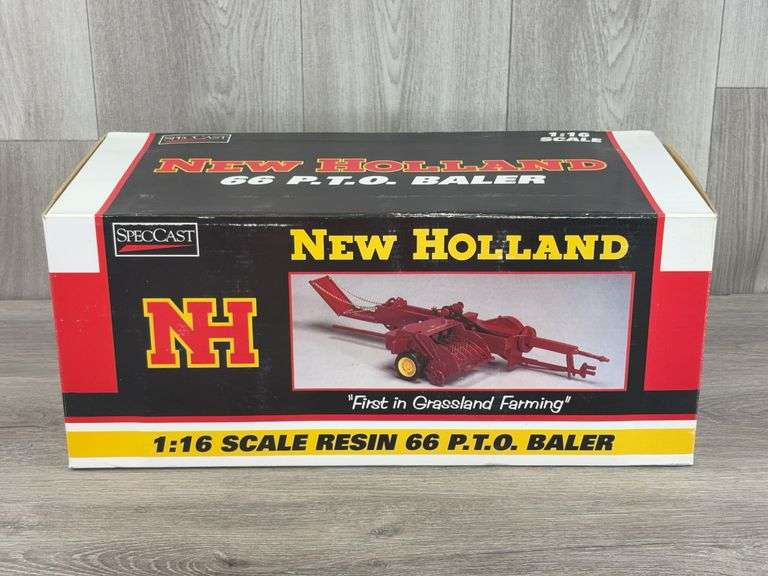 SPECCAST
1:16
SCALE
NEW HOLLAND
66 P.T.O. BALER
SPECCAST
NEW HOLLAND
NH
"First in Grassland Farming"
1:16 SCALE RESIN 66 P.T.O. BALER